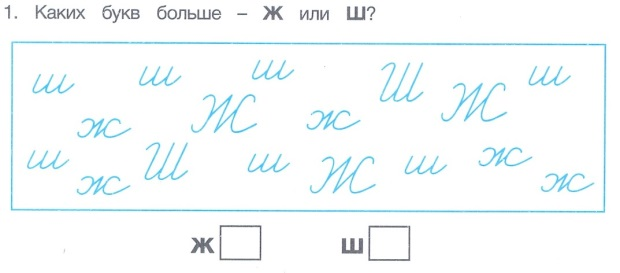 1. Каких букв больше – Ж или Ш?
ш ж ш Ж ш ж Ш Ж ш
ш ж Ш ш Ж ш ж ж
Ж Ш